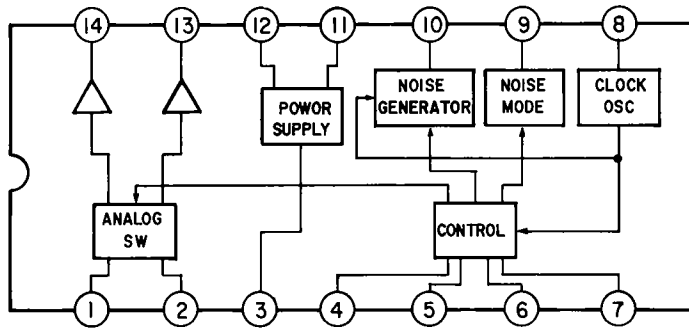 14 13 12 11 10 9 8
NOISE
GENERATOR
NOISE
MODE
CLOCK
OSC
POWOR
SUPPLY
ANALOG
SW
CONTROL
1 2 3 4 5 6 7